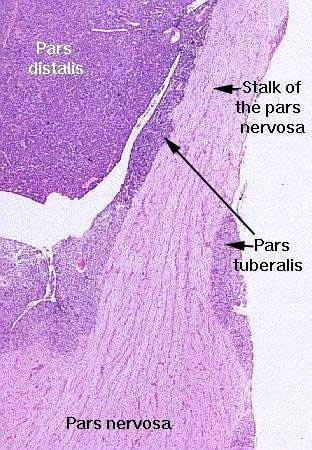 Pars
distalis
Stalk of
the pars
nervosa
Pars
tuberalis
Pars nervosa